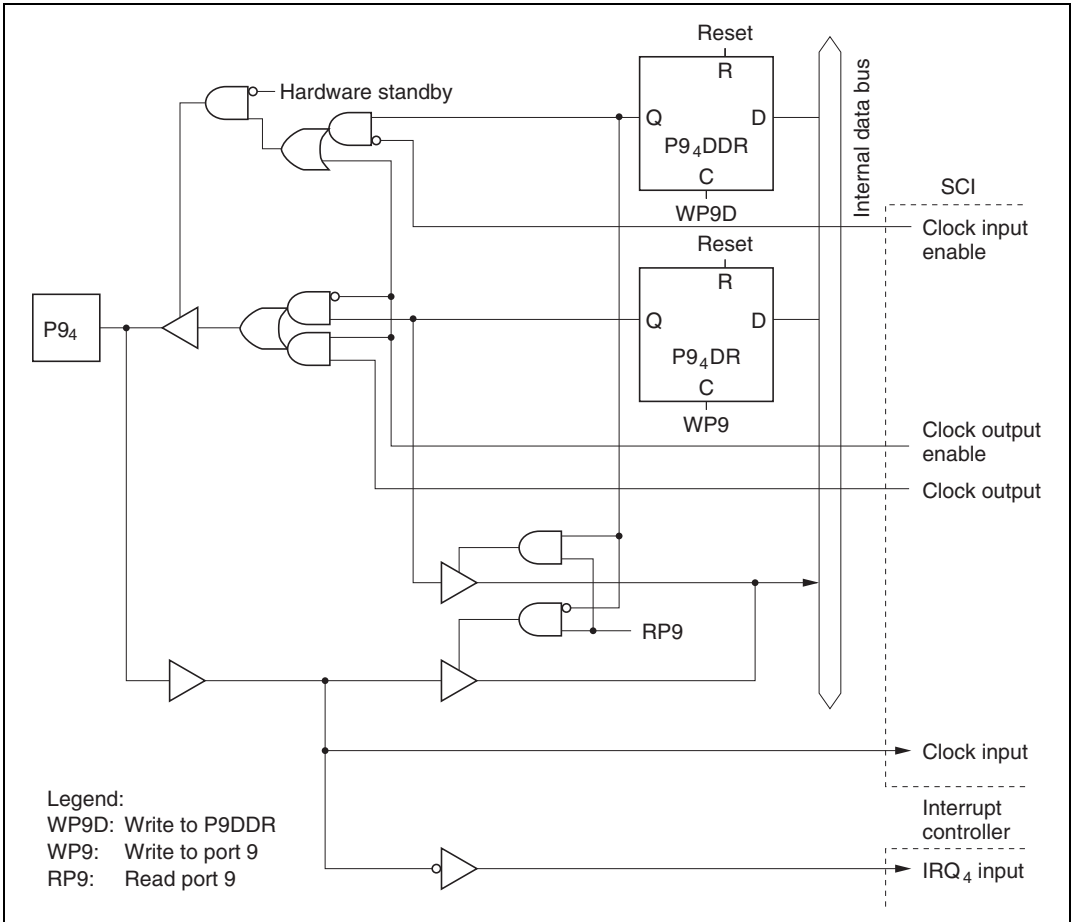 Reset
R
Hardware standby
Q D
P9₄DDR
C
WP9D
Internal data bus
SCI
Clock input
enable
Reset
R
Q D
P9₄DR
C
WP9
P9₄
Clock output
enable
Clock output
RP9
Clock input
Legend:
WP9D: Write to P9DDR
WP9: Write to port 9
RP9: Read port 9
Interrupt
controller
IRQ₄ input